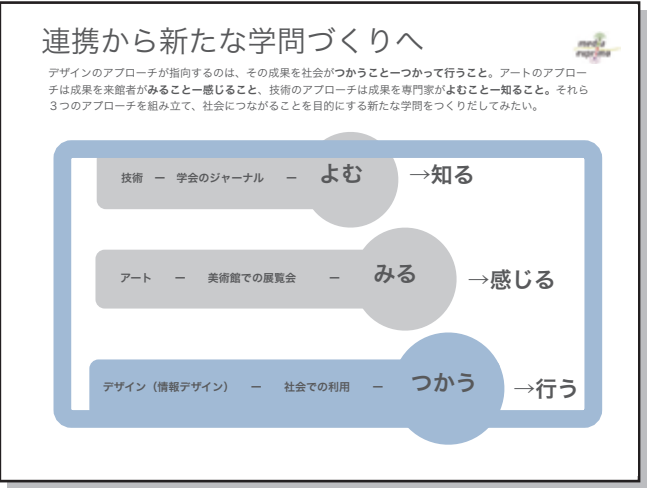 連携から新たな学問づくりへ
media
exprima
デザインのアプローチが指向するのは、その成果を社会がつかうことーつかって行うこと。アートのアプロー
チは成果を来館者がみることー感じること、技術のアプローチは成果を専門家がよむことー知ること。それら
３つのアプローチを組み立て、社会につながることを目的にする新たな学問をつくりだしてみたい。
技術 ー 学会のジャーナル ー よむ →知る
アート ー 美術館での展覧会 ー みる →感じる
デザイン（情報デザイン） ー 社会での利用 ー つかう →行う